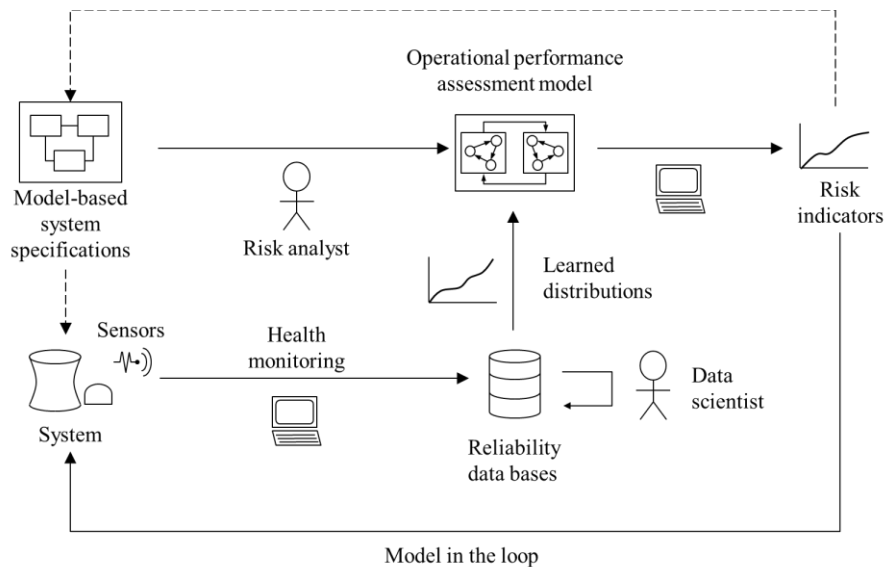 Operational performance
assessment model
Model-based
system
specifications
Risk analyst
Risk
indicators
Learned
distributions
Sensors
Health
monitoring
System
Data
scientist
Reliability
data bases
Model in the loop